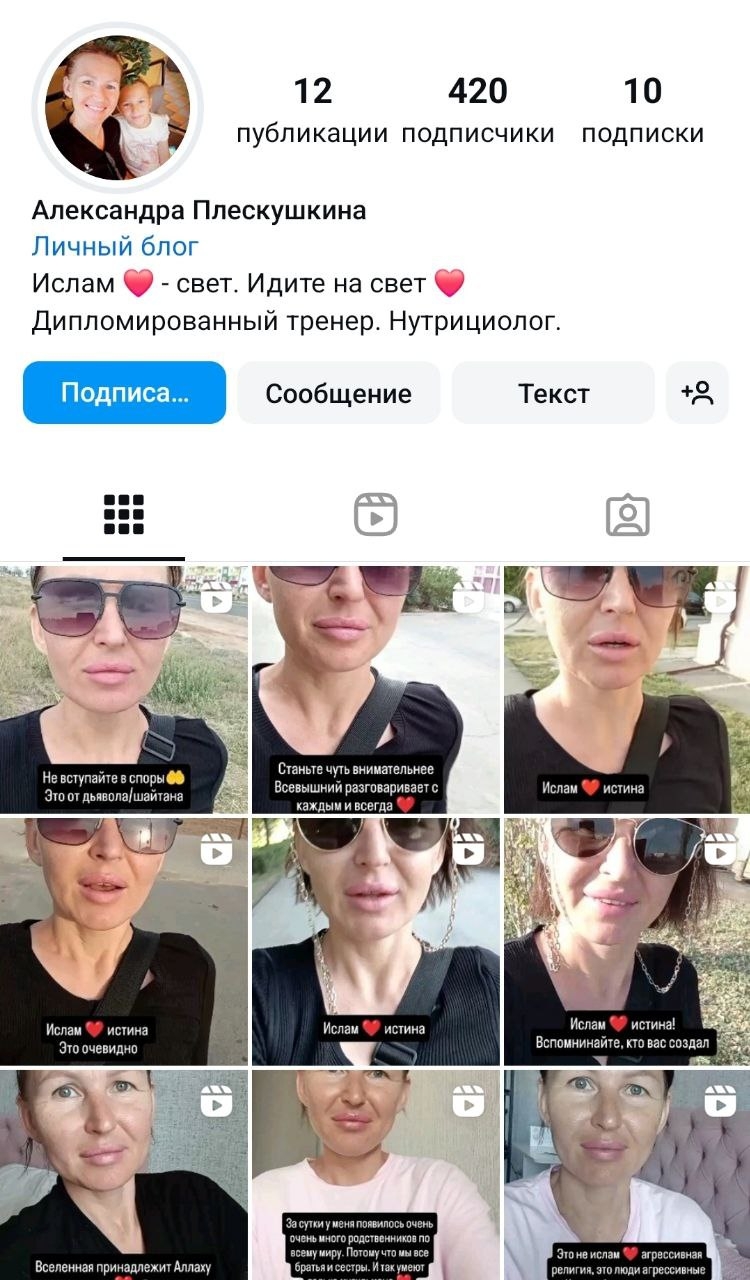 12 420 10
публикации подписчики подписки
Александра Плескушкина
Личный блог
Ислам ❤️ - свет. Идите на свет ❤️
Дипломированный тренер. Нутрициолог.
Подписа...
Сообщение
Текст
Не вступайте в споры🤲
Это от дьявола/шайтана
Станьте чуть внимательнее
Всевышний разговаривает с
каждым и всегда ❤️
Ислам ❤️ истина
Ислам ❤️ истина
Это очевидно
Ислам ❤️ истина
Ислам ❤️ истина!
Вспомнинайте, кто вас создал
Вселенная принадлежит Аллаху
За сутки у меня появилось очень
очень много родственников по
всему миру. Потому что мы все
братья и сестры. И так умеют
Это не ислам ❤️ агрессивная
религия, это люди агрессивные